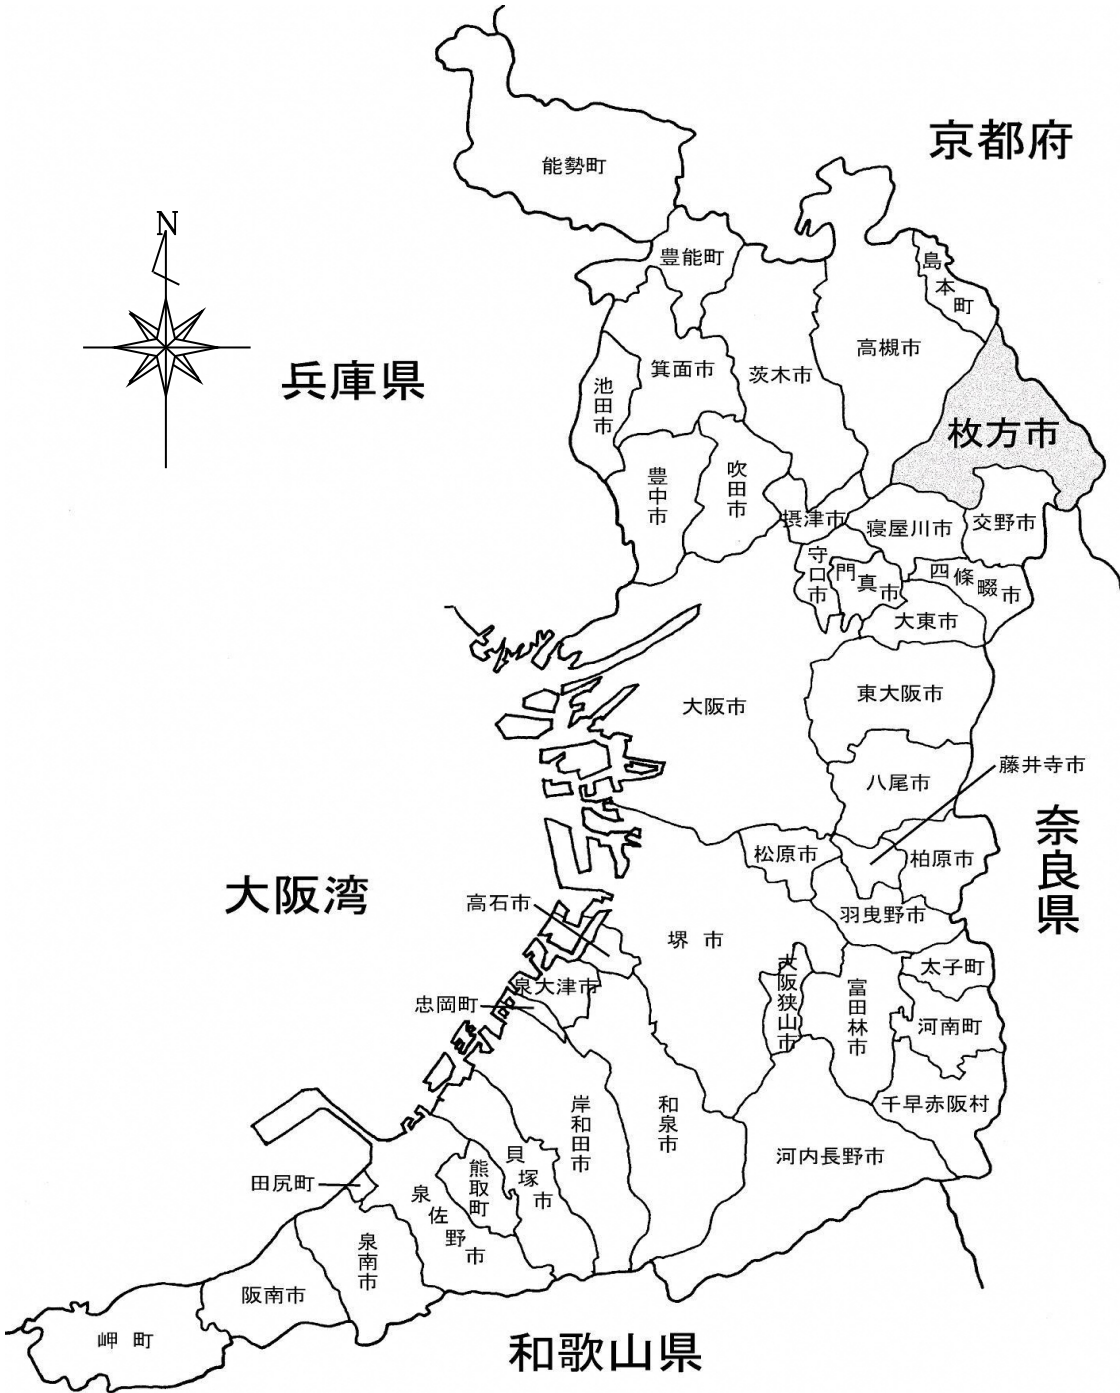 京都府
能勢町
N
豊能町
島本町
高槻市
兵庫県
箕面市
茨木市
池田市
枚方市
豊中市
吹田市
摂津市
寝屋川市
交野市
守口市
門真市
四條畷市
大東市
大阪市
東大阪市
藤井寺市
八尾市
奈良県
松原市
柏原市
大阪湾
高石市
羽曳野市
堺市
大阪狭山市
富田林市
太子町
泉大津市
忠岡町
河南町
千早赤阪村
岸和田市
和泉市
河内長野市
貝塚市
熊取町
田尻町
泉佐野市
泉南市
阪南市
岬町
和歌山県